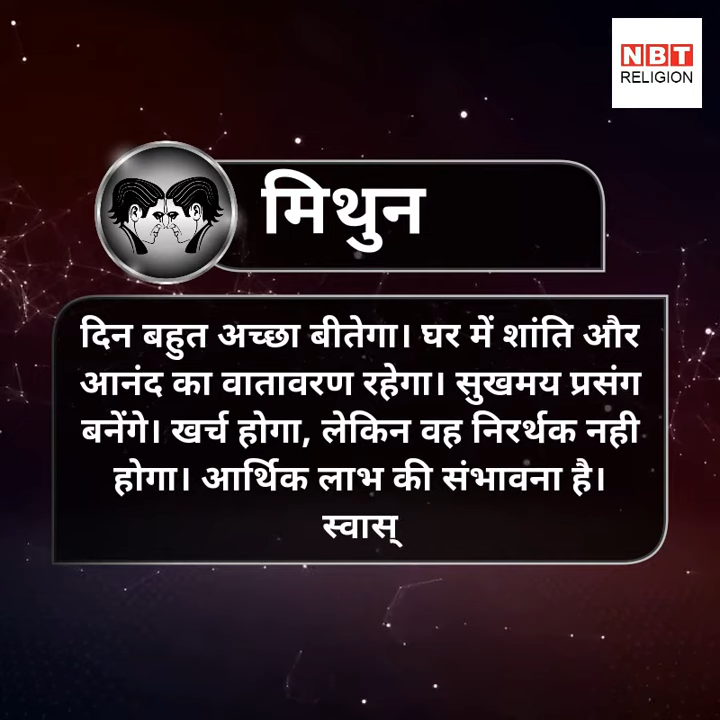 NBT
RELIGION
मिथुन
दिन बहुत अच्छा बीतेगा। घर में शांति और
आनंद का वातावरण रहेगा। सुखमय प्रसंग
बनेंगे। खर्च होगा, लेकिन वह निरर्थक नही
होगा। आर्थिक लाभ की संभावना है।
स्वास्